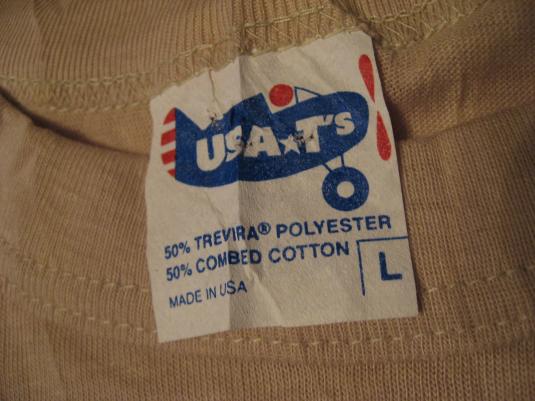 USA★T's
50% TREVIRA® POLYESTER
50% COMBED COTTON
L
MADE IN USA